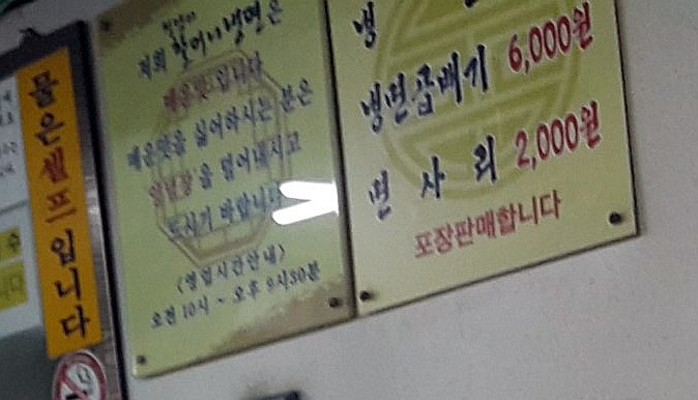 물은셀프입니다
저희 할머니냉면은
매운맛입니다
매운맛을 싫어하시는 분은
양념장을 덜어내시고
드시기 바랍니다
<영업시간안내>
오전 10시 ~ 오후 9시30분
냉
냉면곱배기 6,000원
면 사 리 2,000원
포장판매합니다